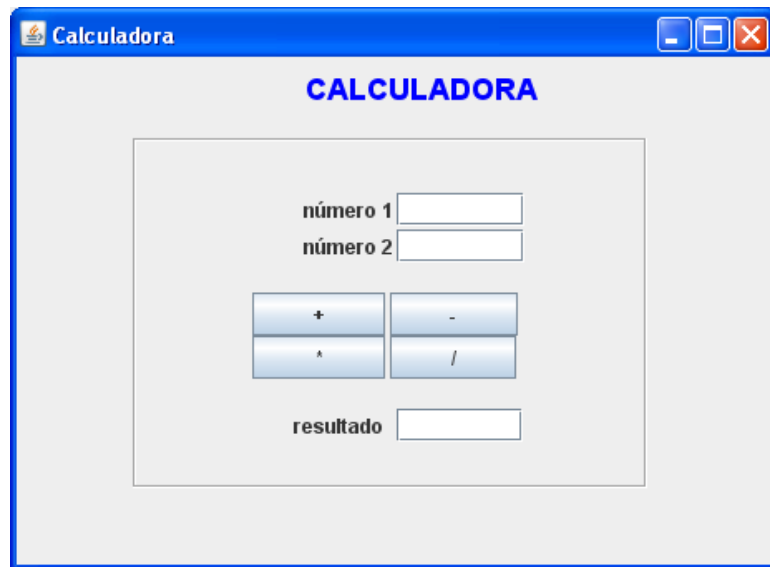 Calculadora
CALCULADORA
número 1
número 2
+ -
* /
resultado